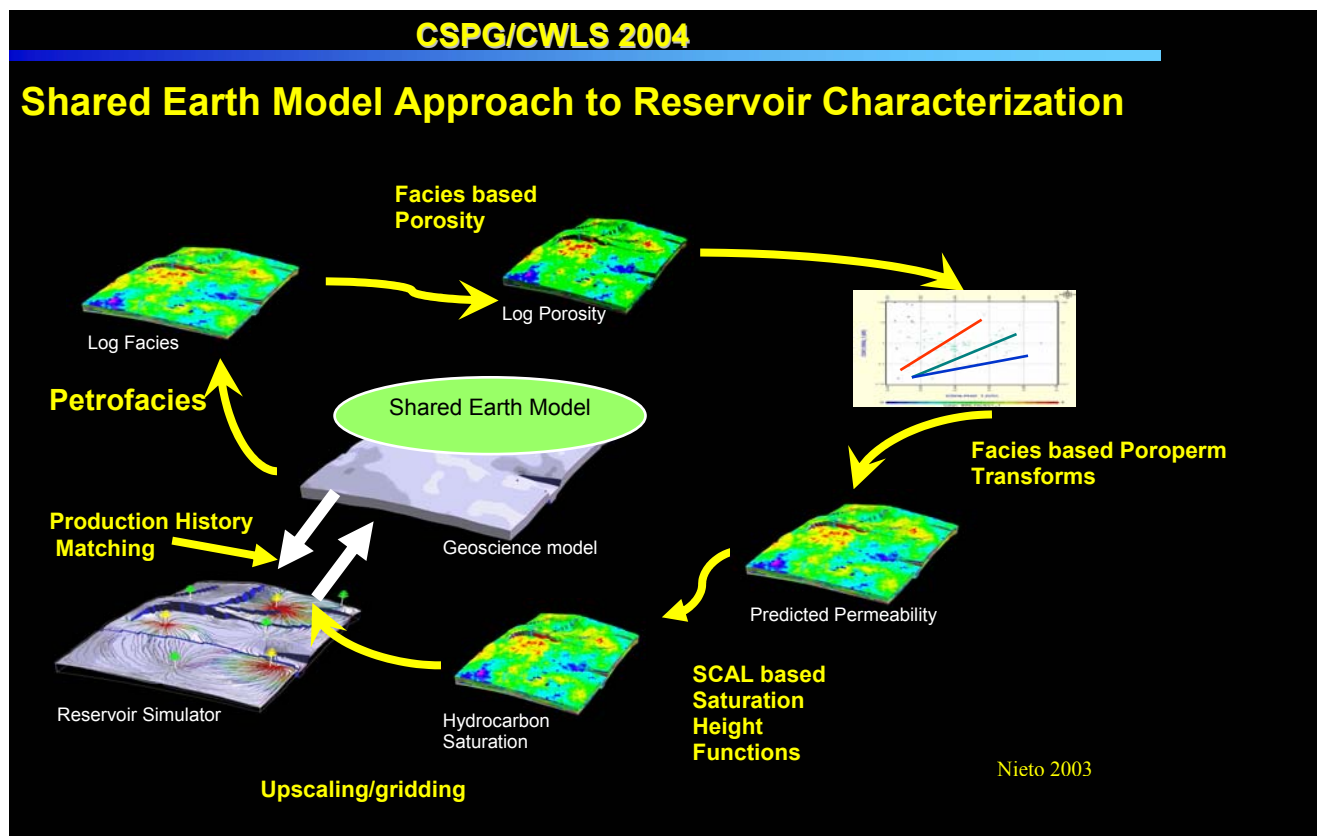 CSPG/CWLS 2004
Shared Earth Model Approach to Reservoir Characterization
Facies based
Porosity
Log Porosity
Log Facies
Petrofacies
Shared Earth Model
Facies based Poroperm
Transforms
Production History
Matching
Geoscience model
Predicted Permeability
Reservoir Simulator
Hydrocarbon
Saturation
SCAL based
Saturation
Height
Functions
Nieto 2003
Upscaling/gridding